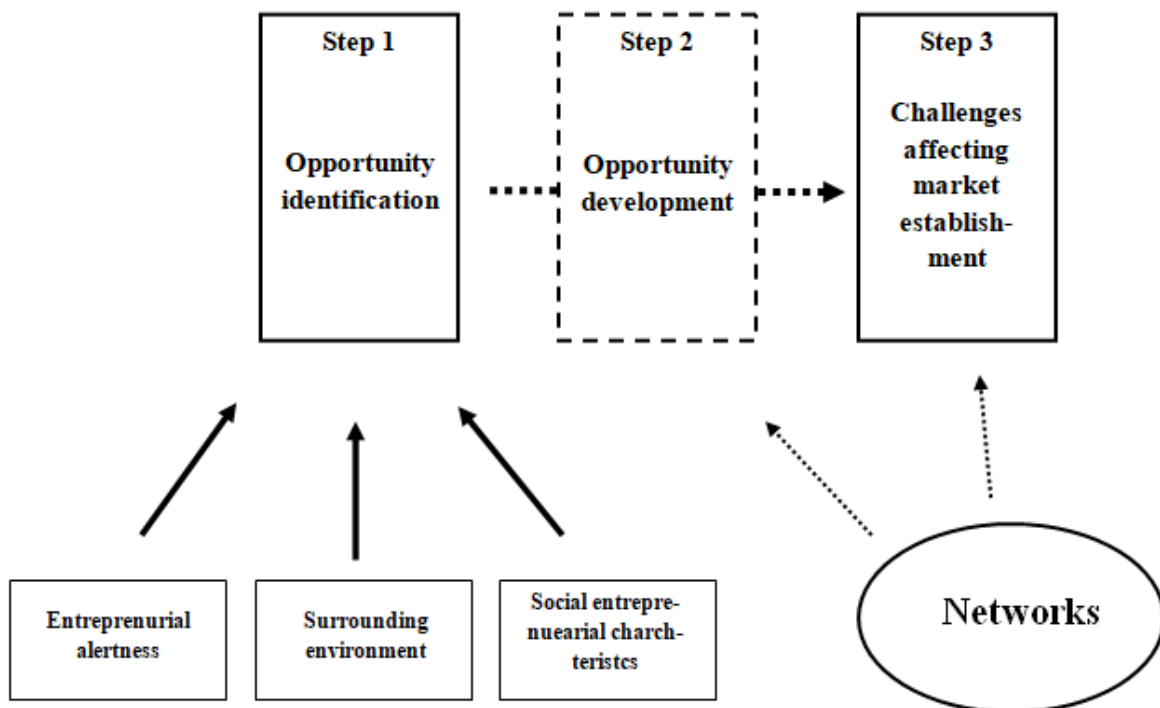 Step 1
Opportunity
identification
Step 2
Opportunity
development
Step 3
Challenges
affecting
market
establish-
ment
Entreprenurial
alertness
Surrounding
environment
Social entrepre-
nuearial charch-
teristcs
Networks